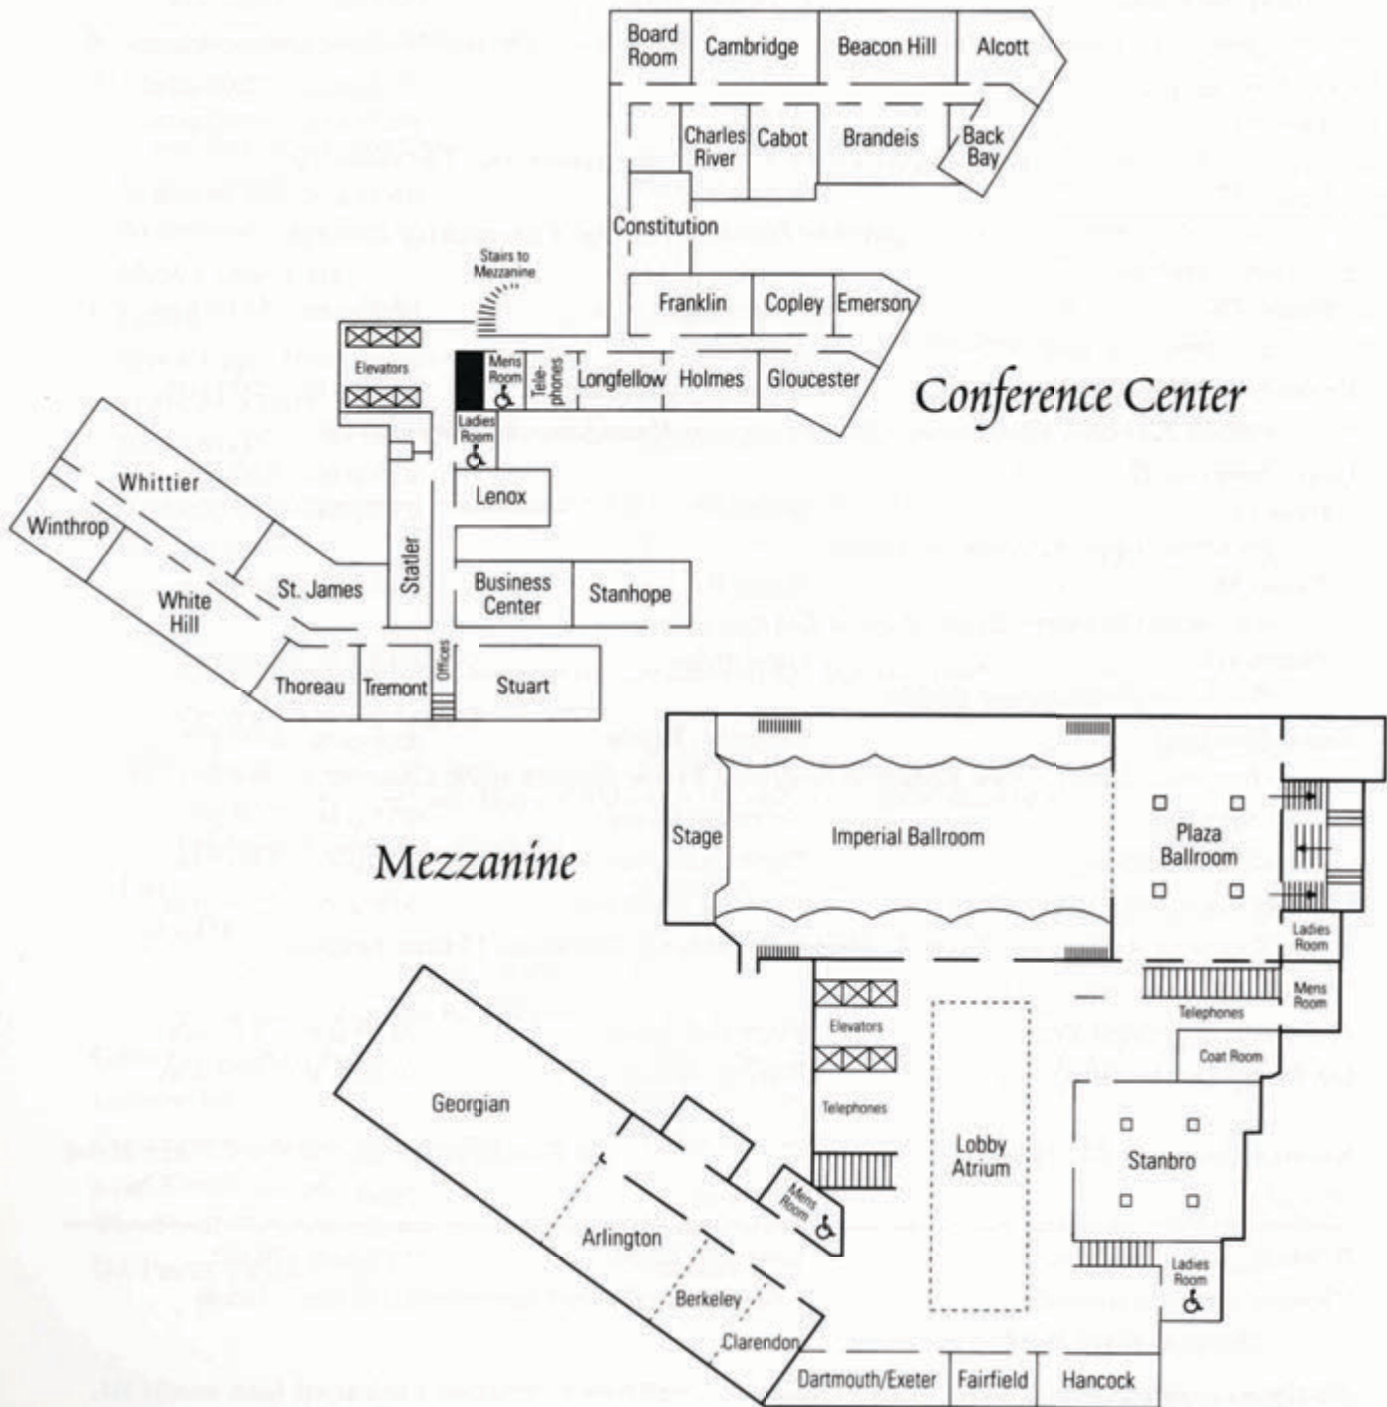 Board
Room
Cambridge
Beacon Hill
Alcott
Charles
River
Cabot
Brandeis
Back
Bay
Constitution
Stairs to
Mezzanine
Franklin
Copley
Emerson
Elevators
Mens
Room
Tele-
phones
Longfellow
Holmes
Gloucester
Conference Center
Ladies
Room
Whittier
Lenox
Winthrop
Statler
St. James
Business
Center
Stanhope
White
Hill
Offices
Thoreau
Tremont
Stuart
Mezzanine
Stage
Imperial Ballroom
Plaza
Ballroom
Ladies
Room
Mens
Room
Telephones
Elevators
Coat Room
Georgian
Telephones
Lobby
Atrium
Stanbro
Mens
Room
Arlington
Ladies
Room
Berkeley
Clarendon
Dartmouth/Exeter
Fairfield
Hancock